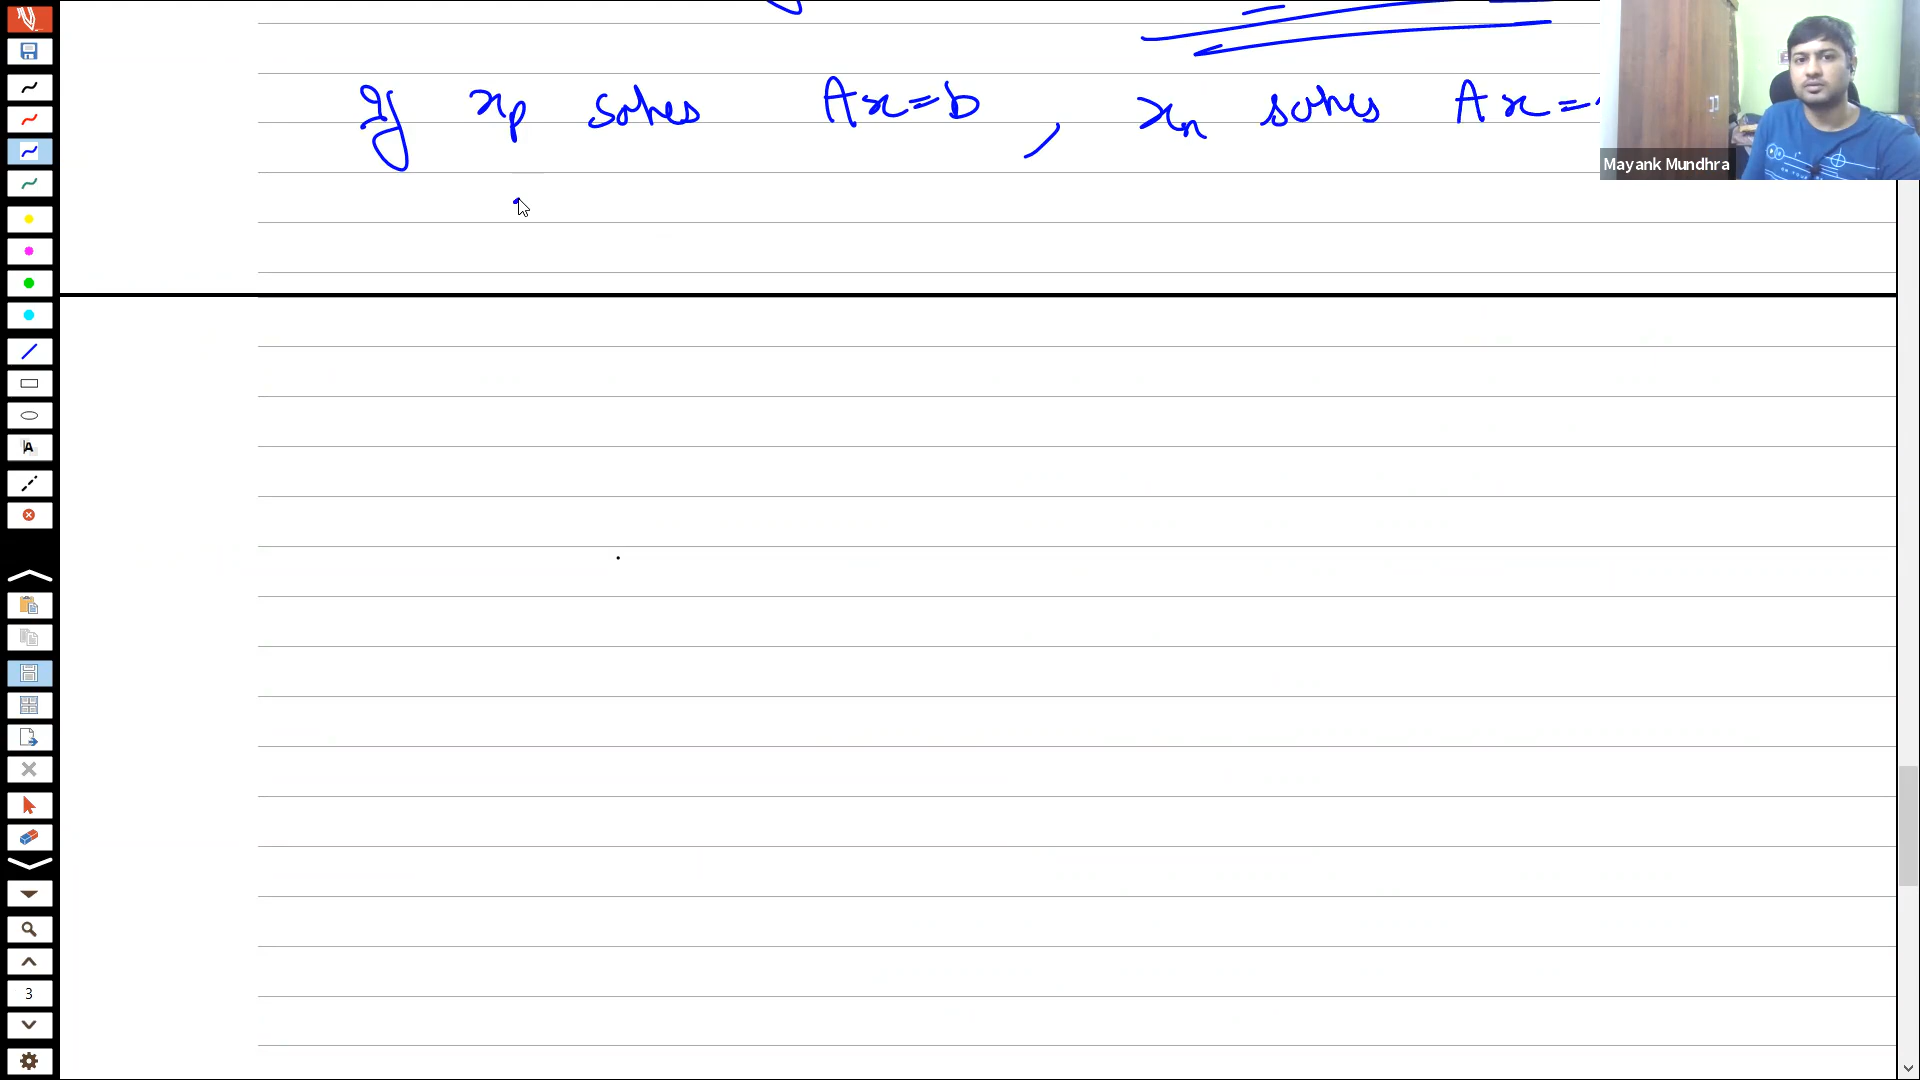 If xp solves Ax=b , xn solves Ax=
Mayank Mundhra
3